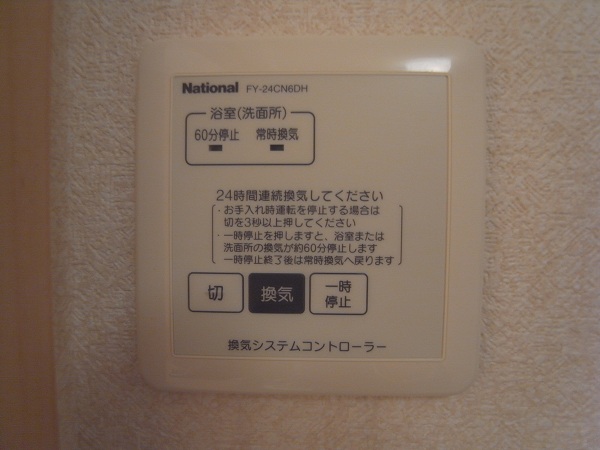 National FY-24CN6DH
浴室(洗面所)
60分停止 常時換気
24時間連続換気してください
・お手入れ時運転を停止する場合は
切を3秒以上押してください
・一時停止を押しますと、浴室または
洗面所の換気が約60分停止します
一時停止終了後は常時換気へ戻ります
切 換気 一時
停止
換気システムコントローラー